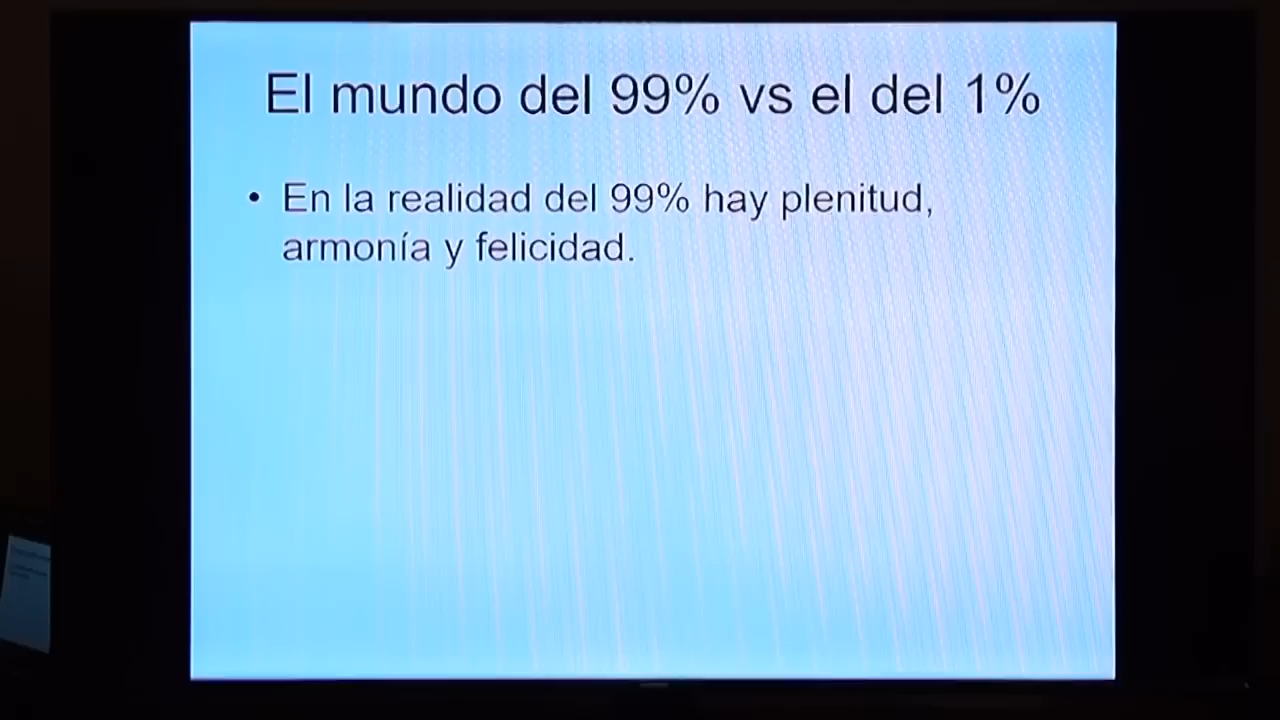 El mundo del 99% vs el del 1%
• En la realidad del 99% hay plenitud,
armonía y felicidad.